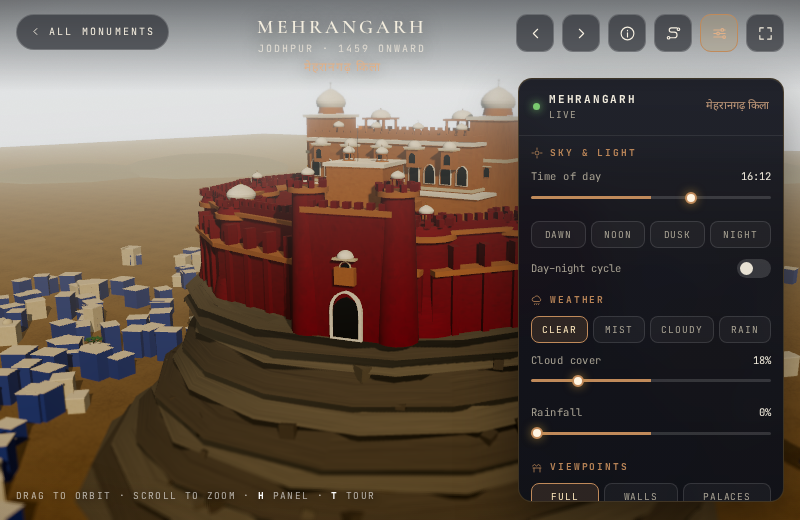 ALL MONUMENTS
MEHRANGARH
JODHPUR · 1459 ONWARD
MEHRANGARH
LIVE
मेहरानगढ़ क़िला
SKY & LIGHT
Time of day 16:12
DAWN NOON DUSK NIGHT
Day-night cycle
WEATHER
CLEAR MIST CLOUDY RAIN
Cloud cover 18%
Rainfall 0%
VIEWPOINTS
FULL WALLS PALACES
DRAG TO ORBIT · SCROLL TO ZOOM · H PANEL · T TOUR